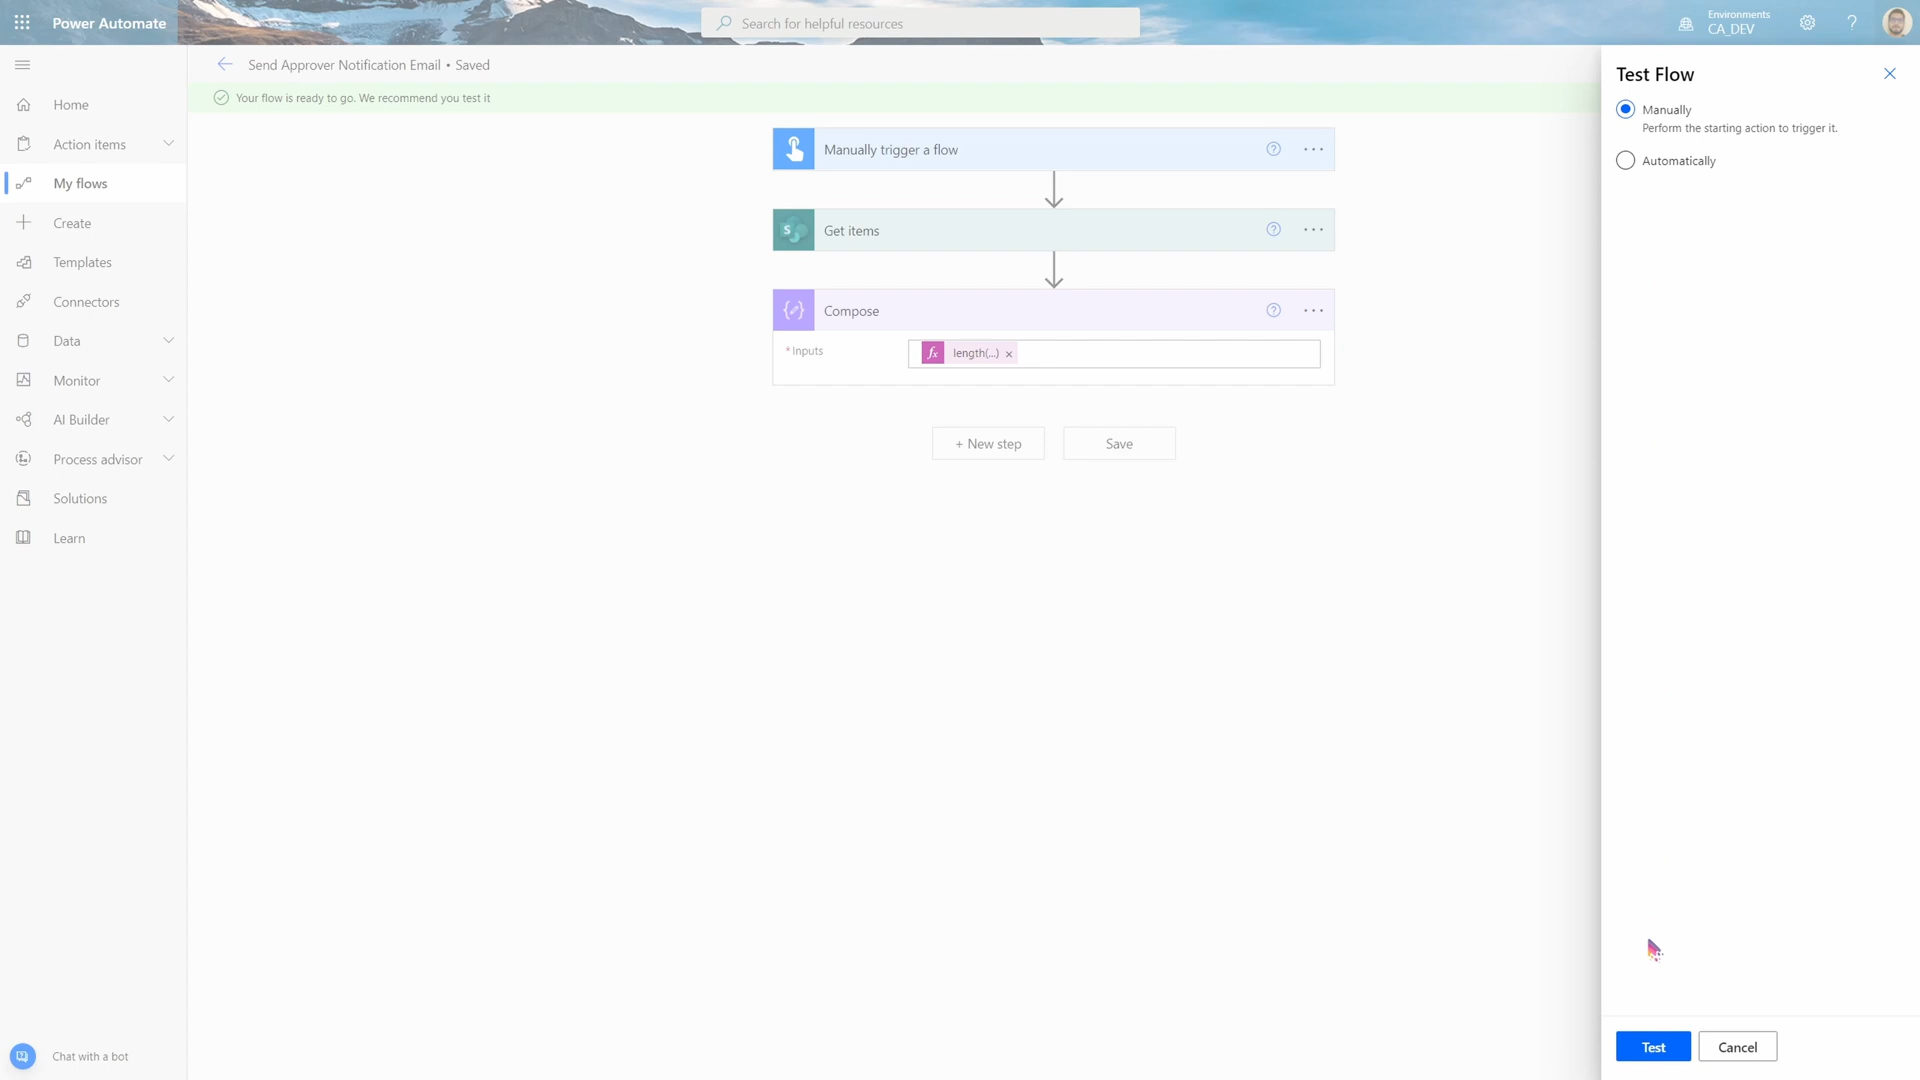 Power Automate
Search for helpful resources
Environments
CA_DEV
?
Send Approver Notification Email • Saved
Your flow is ready to go. We recommend you test it
Home
Action items
My flows
Create
Templates
Connectors
Data
Monitor
AI Builder
Process advisor
Solutions
Learn
Chat with a bot
Manually trigger a flow
Get items
Compose
* Inputs
fx length(...) ×
+ New step
Save
Test Flow
Manually
Perform the starting action to trigger it.
Automatically
Test
Cancel